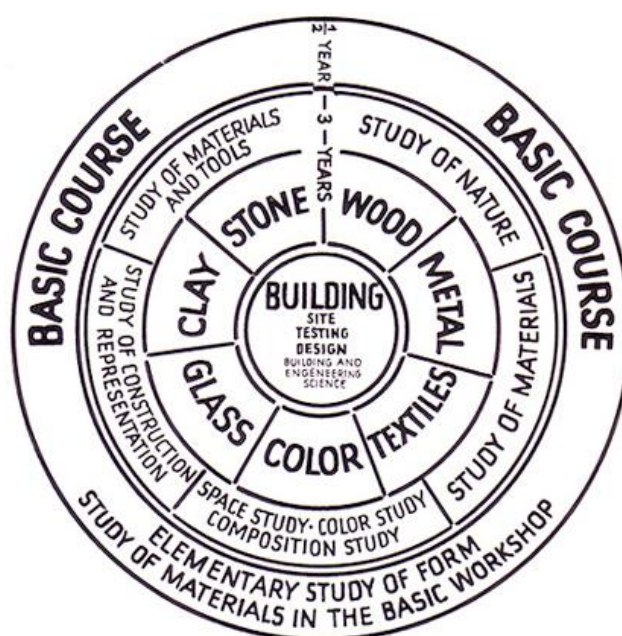 ½ YEAR
3 YEARS
BASIC COURSE
BASIC COURSE
ELEMENTARY STUDY OF FORM
STUDY OF MATERIALS IN THE BASIC WORKSHOP
STUDY OF MATERIALS
AND TOOLS
STUDY OF NATURE
STUDY OF MATERIALS
SPACE STUDY · COLOR STUDY
COMPOSITION STUDY
STUDY OF CONSTRUCTION
AND REPRESENTATION
STONE
WOOD
METAL
TEXTILES
COLOR
GLASS
CLAY
BUILDING
SITE
TESTING
DESIGN
BUILDING AND
ENGENEERING
SCIENCE